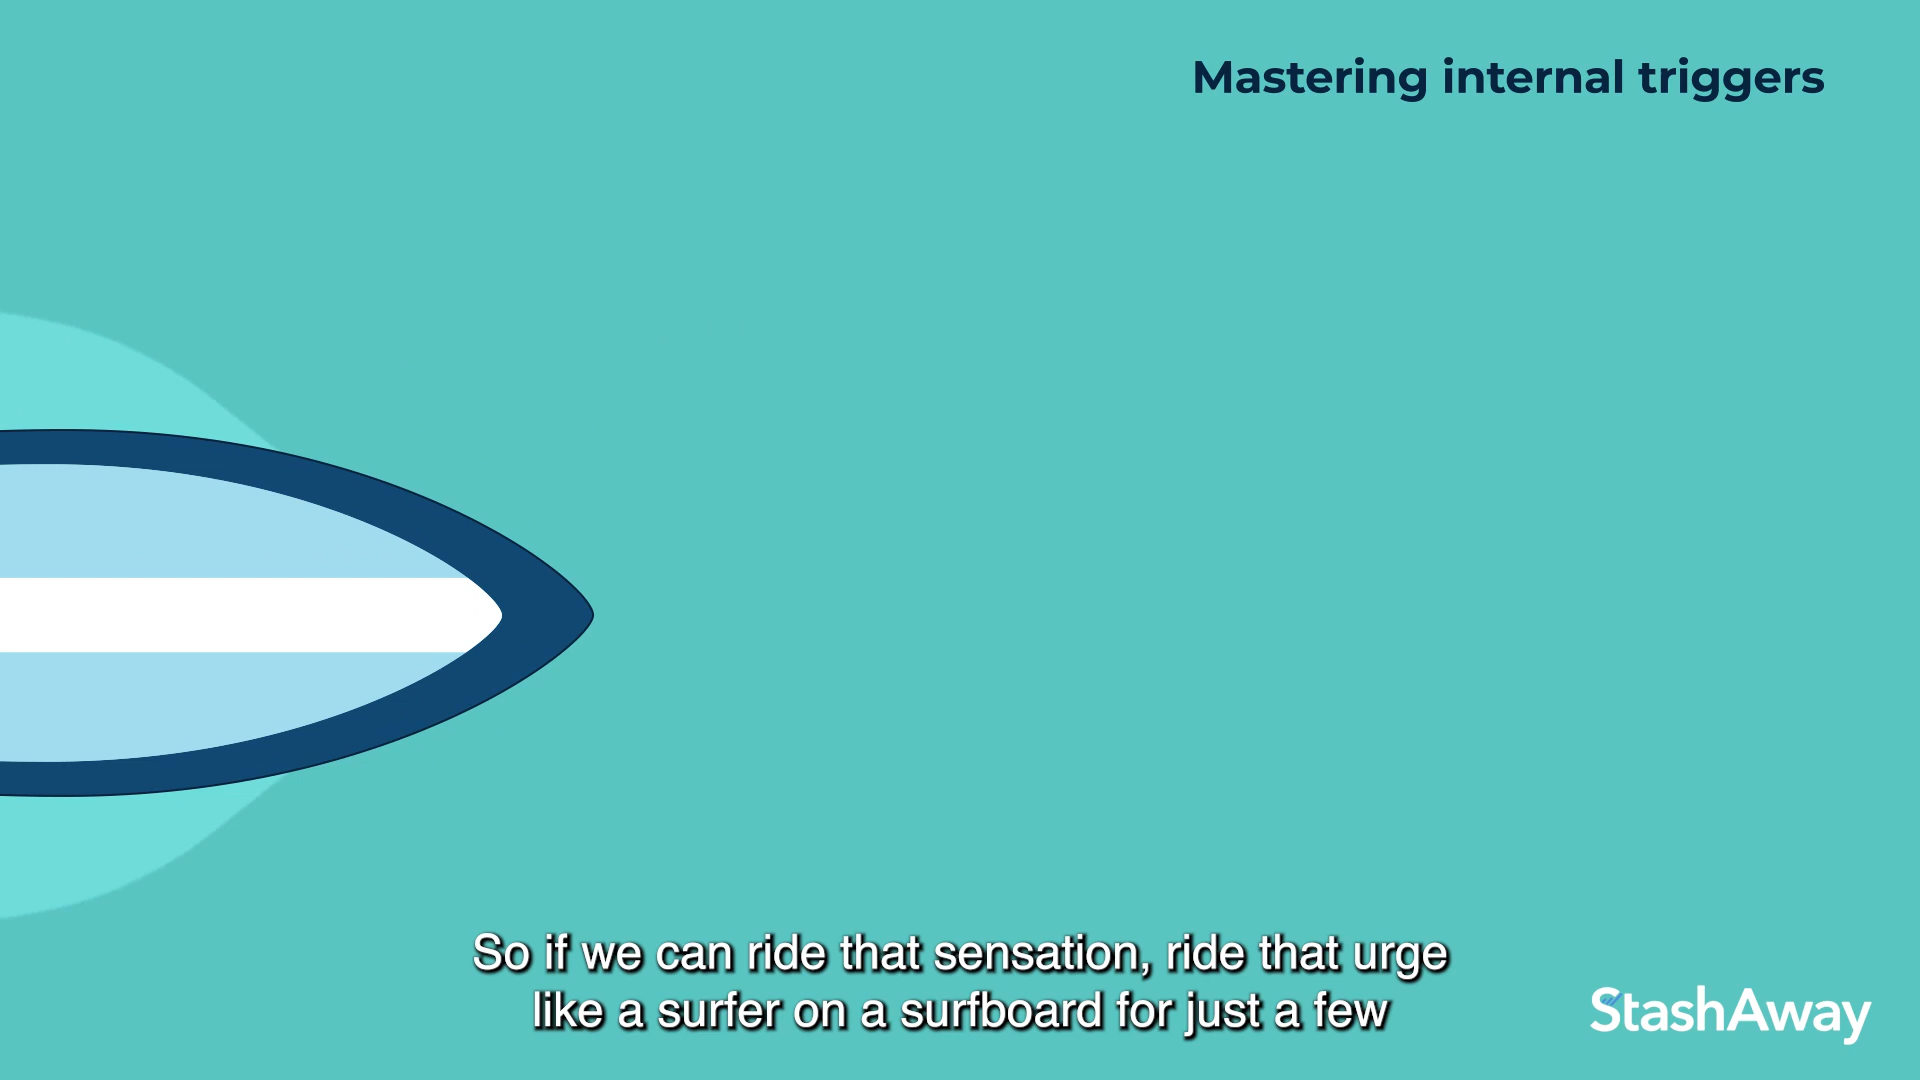 Mastering internal triggers
So if we can ride that sensation, ride that urge
like a surfer on a surfboard for just a few
StashAway